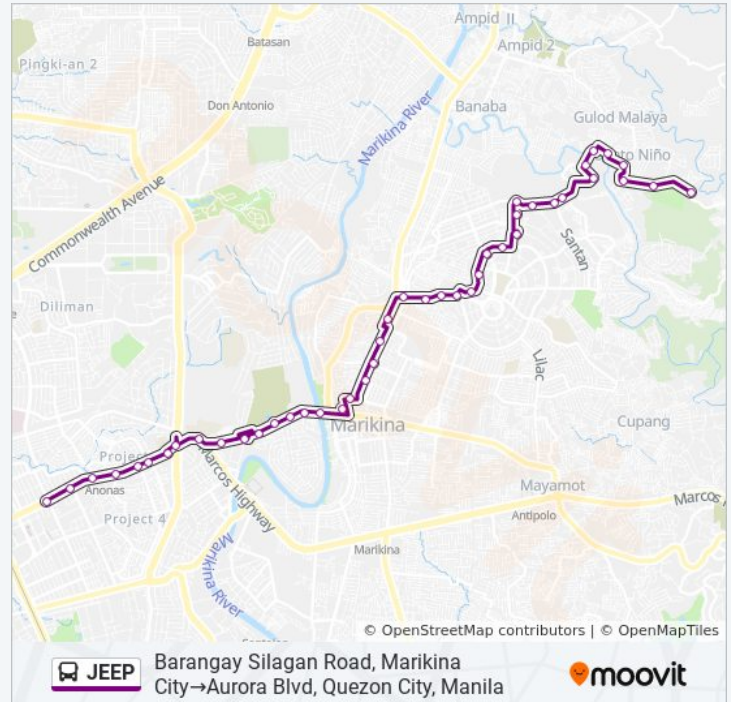 Ampid II
Ampid 2
Batasan
Pingki-an 2
Don Antonio
Banaba
Gulod Malaya
Marikina River
Commonwealth Avenue
Santan
Diliman
Lilac
Marikina
Cupang
Anonas
Project 4
Marcos Highway
Mayamot
Antipolo
Marikina
Marikina River
© OpenStreetMap contributors | © OpenMapTiles
JEEP
Barangay Silagan Road, Marikina
City→Aurora Blvd, Quezon City, Manila
moovit